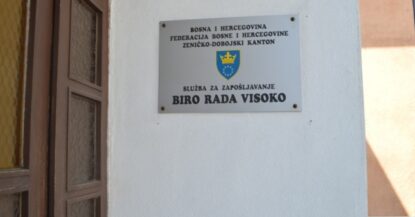 BOSNA I HERCEGOVINA
FEDERACIJA BOSNE I HERCEGOVINE
ZENIČKO-DOBOJSKI KANTON
SLUŽBA ZA ZAPOŠLJAVANJE
BIRO RADA VISOKO